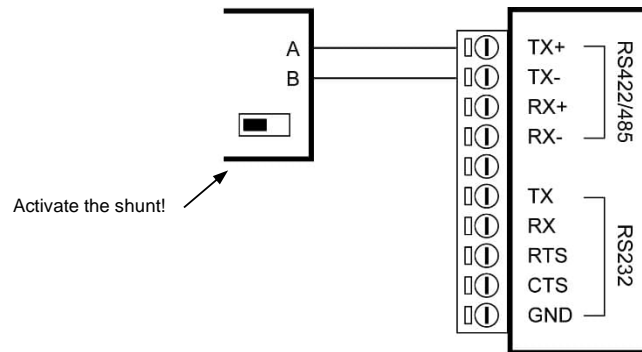 A
B
Activate the shunt!
TX+
TX-
RX+
RX-
RS422/485
TX
RX
RTS
CTS
GND
RS232